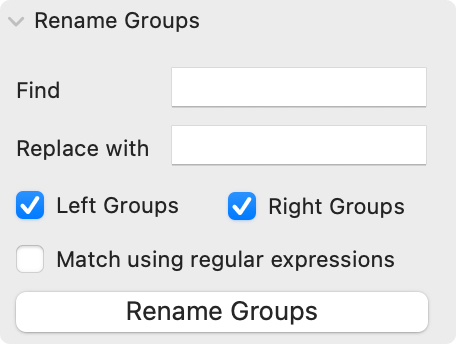 Rename Groups
Find
Replace with
Left Groups Right Groups
Match using regular expressions
Rename Groups